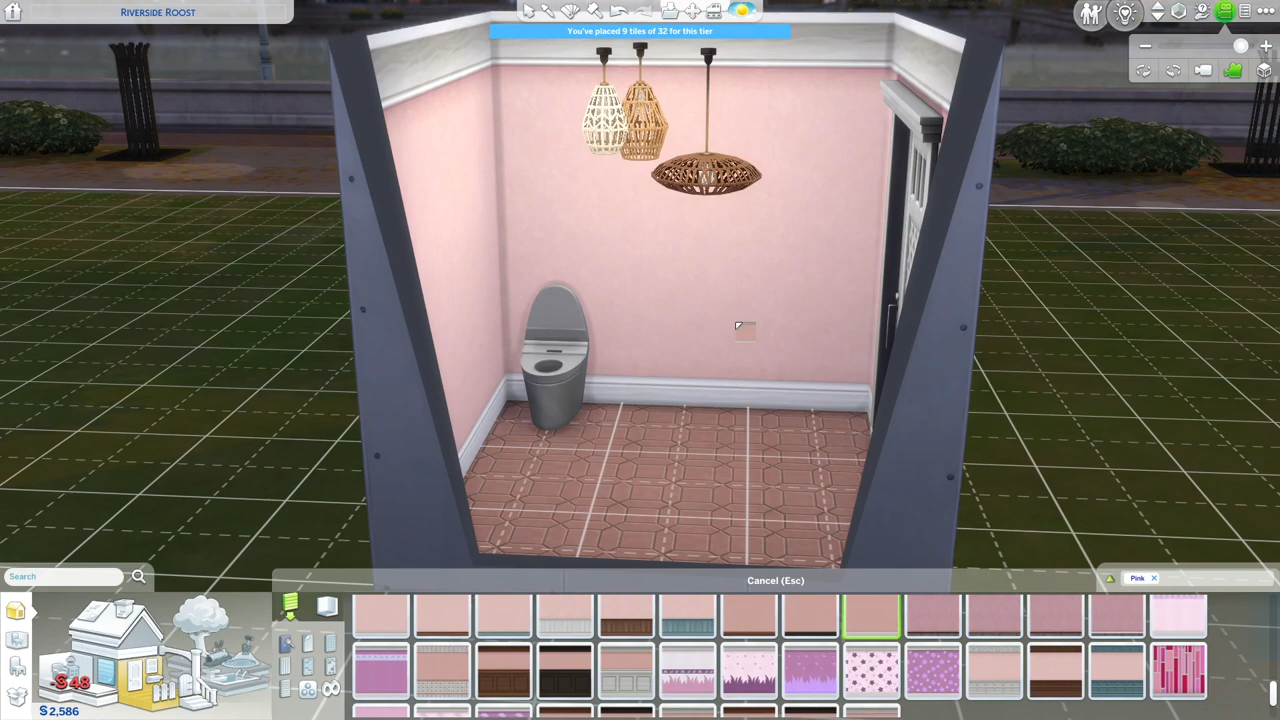 RIVERSIDE ROOST
You've placed 9 tiles of 32 for this tier
Cancel (Esc)
Search
Pink
-§48
§2,586